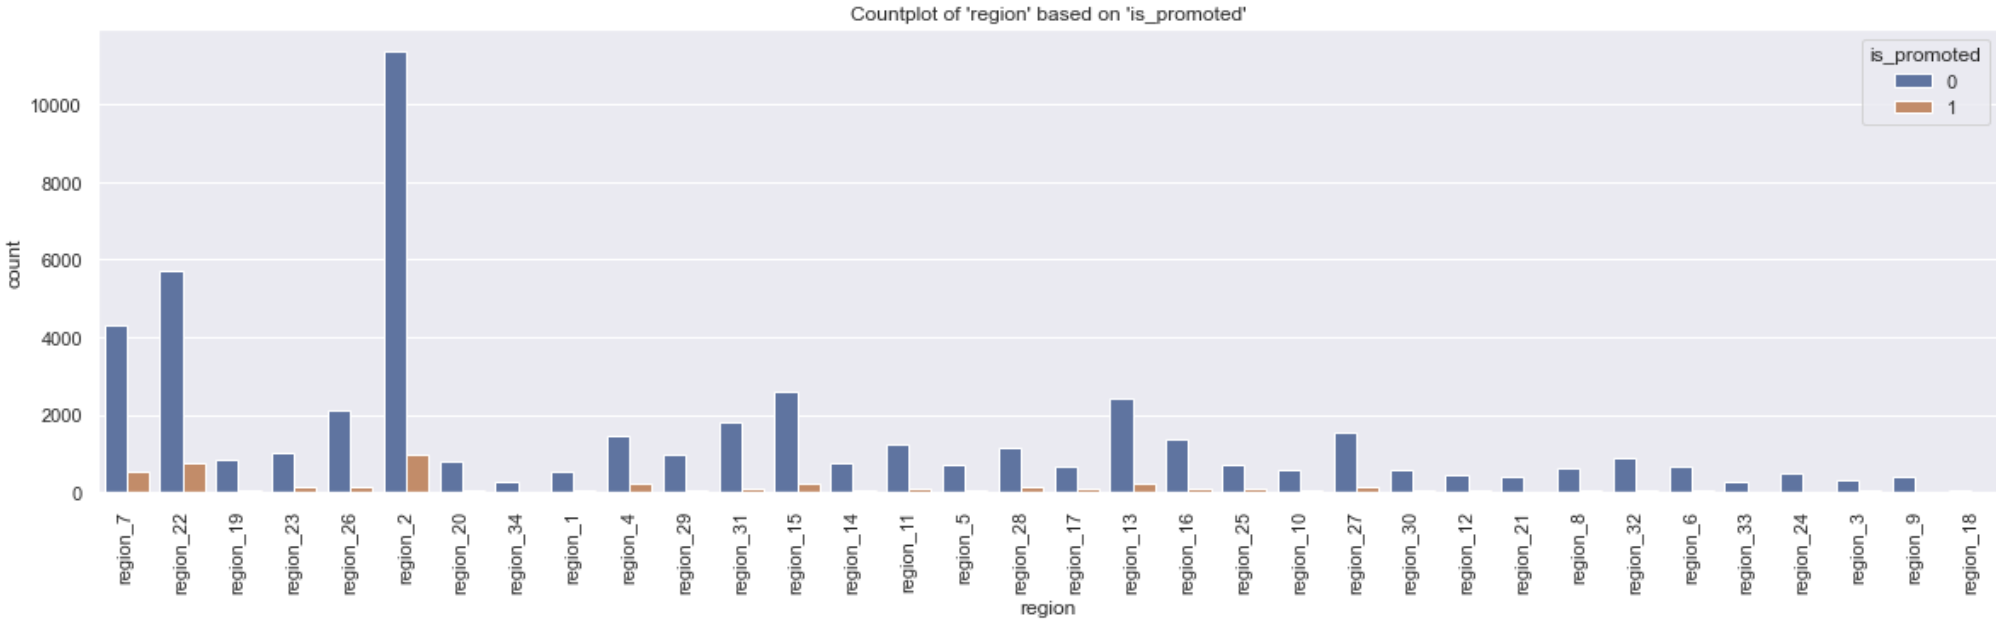 Countplot of 'region' based on 'is_promoted'
is_promoted
0
1
count
10000
8000
6000
4000
2000
0
region_7
region_22
region_19
region_23
region_26
region_2
region_20
region_34
region_1
region_4
region_29
region_31
region_15
region_14
region_11
region_5
region_28
region_17
region_13
region_16
region_25
region_10
region_27
region_30
region_12
region_21
region_8
region_32
region_6
region_33
region_24
region_3
region_9
region_18
region